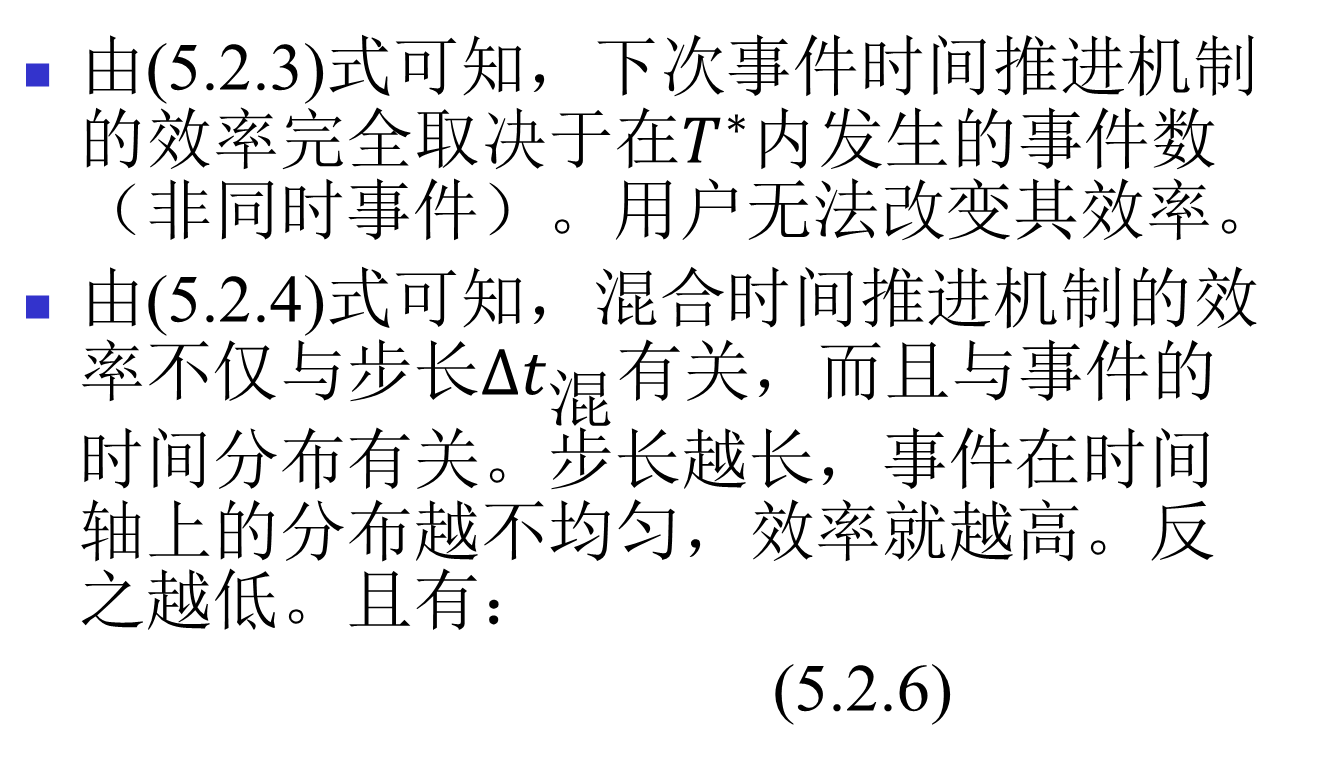 由(5.2.3)式可知，下次事件时间推进机制
的效率完全取决于在T*内发生的事件数
（非同时事件）。用户无法改变其效率。
由(5.2.4)式可知，混合时间推进机制的效
率不仅与步长Δt混有关，而且与事件的
时间分布有关。步长越长，事件在时间
轴上的分布越不均匀，效率就越高。反
之越低。且有：
(5.2.6)